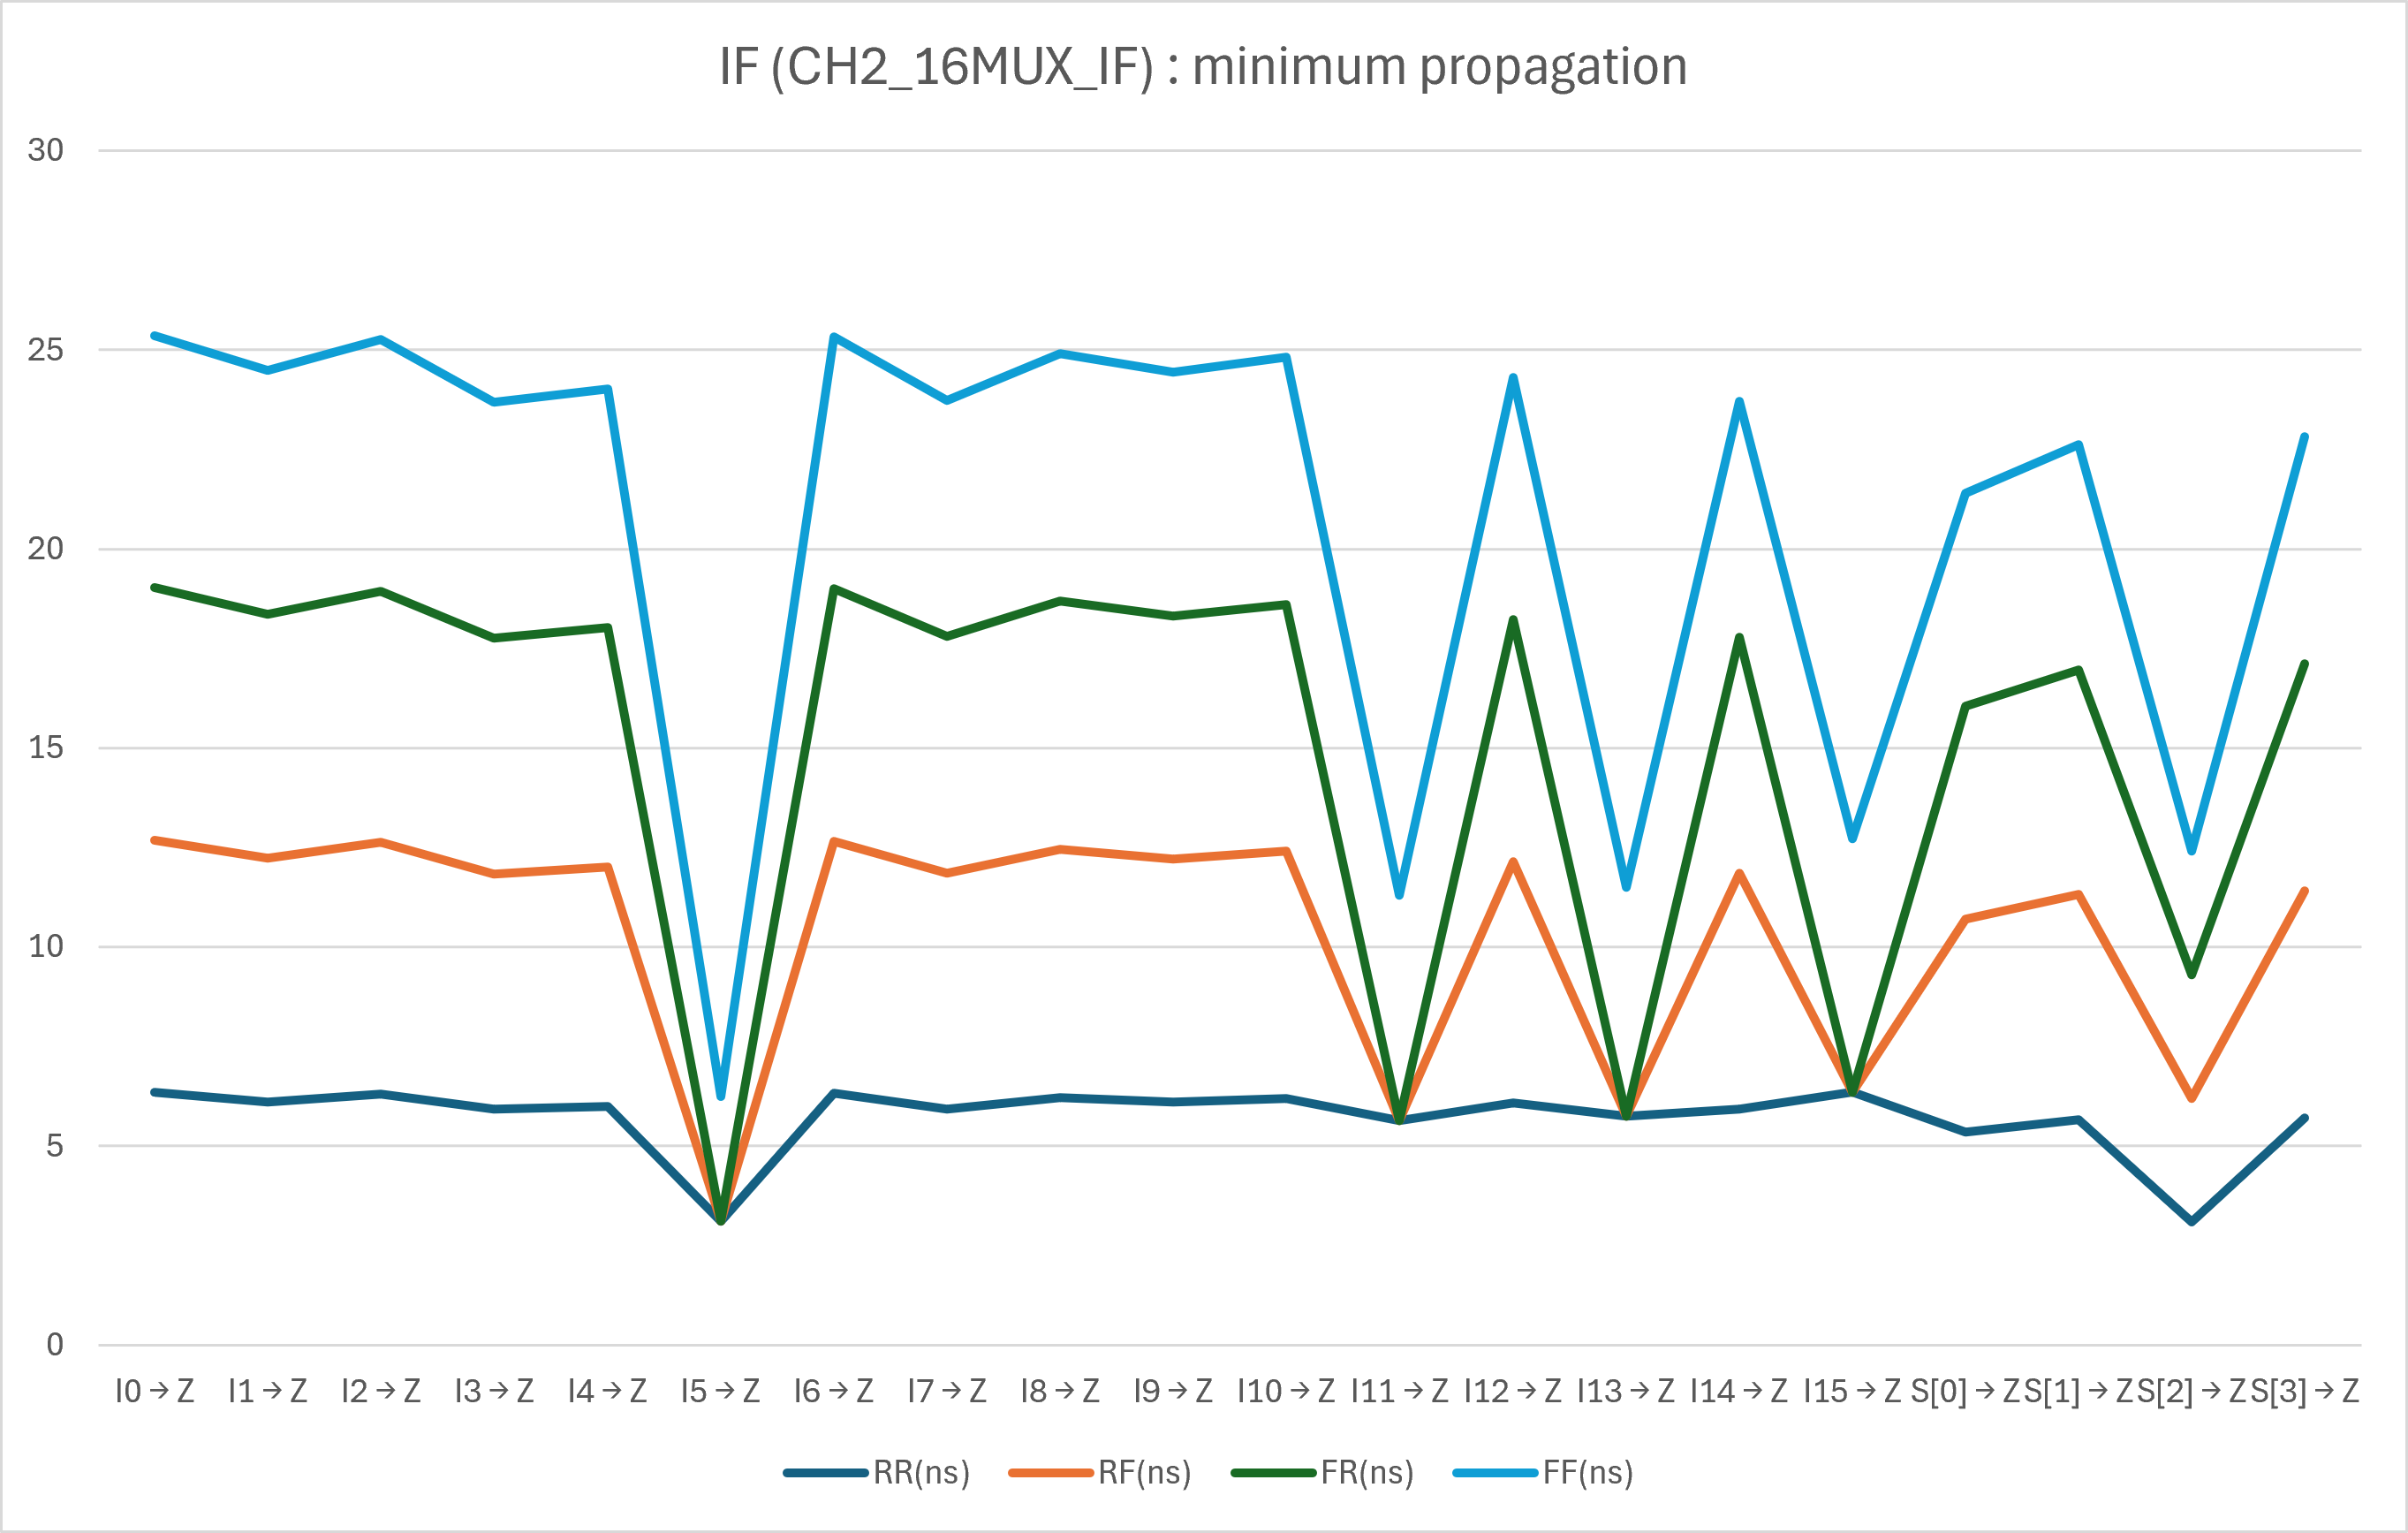 IF (CH2_16MUX_IF) : minimum propagation
30
25
20
15
10
5
0
I0 → Z I1 → Z I2 → Z I3 → Z I4 → Z I5 → Z I6 → Z I7 → Z I8 → Z I9 → Z I10 → Z I11 → Z I12 → Z I13 → Z I14 → Z I15 → Z S[0] → Z S[1] → Z S[2] → Z S[3] → Z
RR(ns) RF(ns) FR(ns) FF(ns)